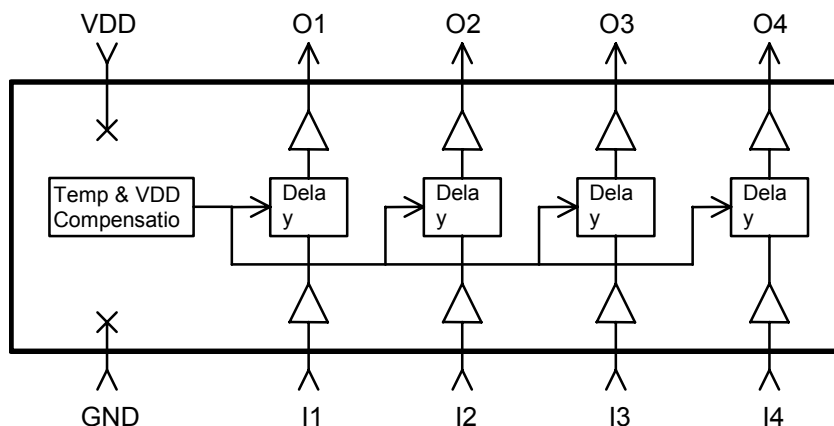 VDD O1 O2 O3 O4
Temp & VDD
Compensatio
Dela
y
Dela
y
Dela
y
Dela
y
GND I1 I2 I3 I4